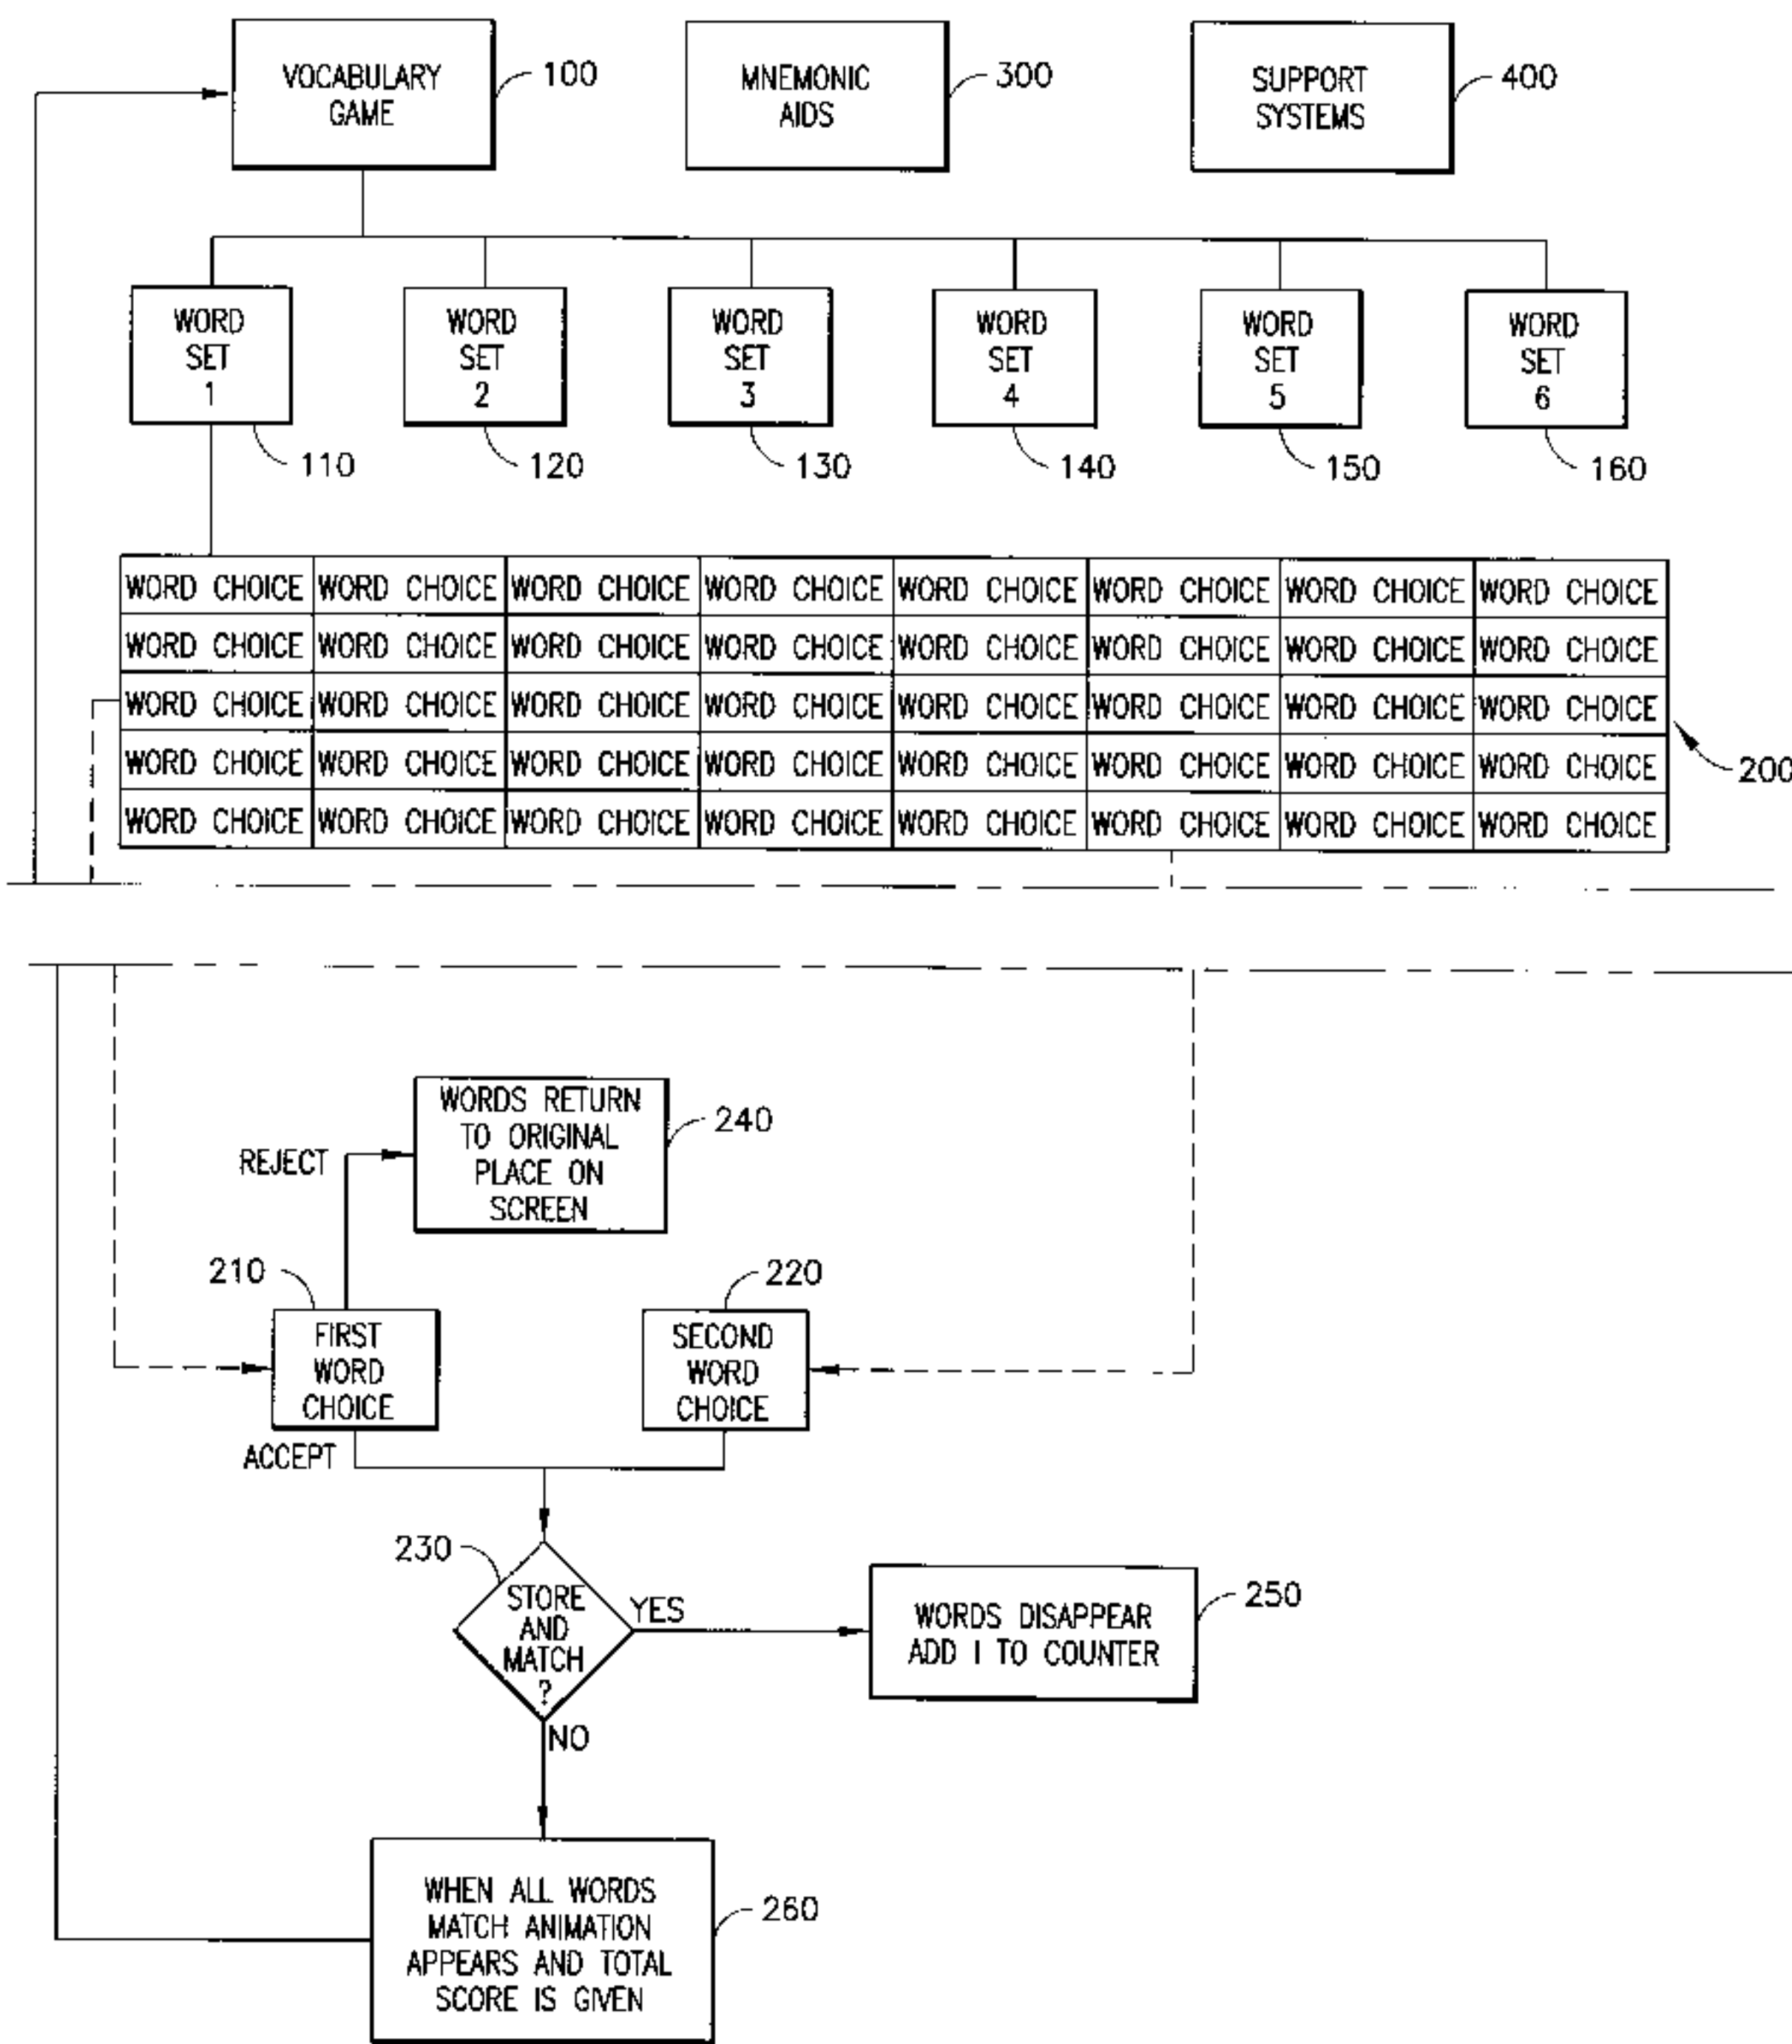 VOCABULARY
GAME
100
MNEMONIC
AIDS
300
SUPPORT
SYSTEMS
400
WORD
SET
1
110
WORD
SET
2
120
WORD
SET
3
130
WORD
SET
4
140
WORD
SET
5
150
WORD
SET
6
160
WORD CHOICE WORD CHOICE WORD CHOICE WORD CHOICE WORD CHOICE WORD CHOICE WORD CHOICE WORD CHOICE
WORD CHOICE WORD CHOICE WORD CHOICE WORD CHOICE WORD CHOICE WORD CHOICE WORD CHOICE WORD CHOICE
WORD CHOICE WORD CHOICE WORD CHOICE WORD CHOICE WORD CHOICE WORD CHOICE WORD CHOICE WORD CHOICE
WORD CHOICE WORD CHOICE WORD CHOICE WORD CHOICE WORD CHOICE WORD CHOICE WORD CHOICE WORD CHOICE
WORD CHOICE WORD CHOICE WORD CHOICE WORD CHOICE WORD CHOICE WORD CHOICE WORD CHOICE WORD CHOICE
200
WORDS RETURN
TO ORIGINAL
PLACE ON
SCREEN
240
REJECT
210
FIRST
WORD
CHOICE
220
SECOND
WORD
CHOICE
ACCEPT
230
STORE
AND
MATCH
?
YES
WORDS DISAPPEAR
ADD 1 TO COUNTER
250
NO
WHEN ALL WORDS
MATCH ANIMATION
APPEARS AND TOTAL
SCORE IS GIVEN
260